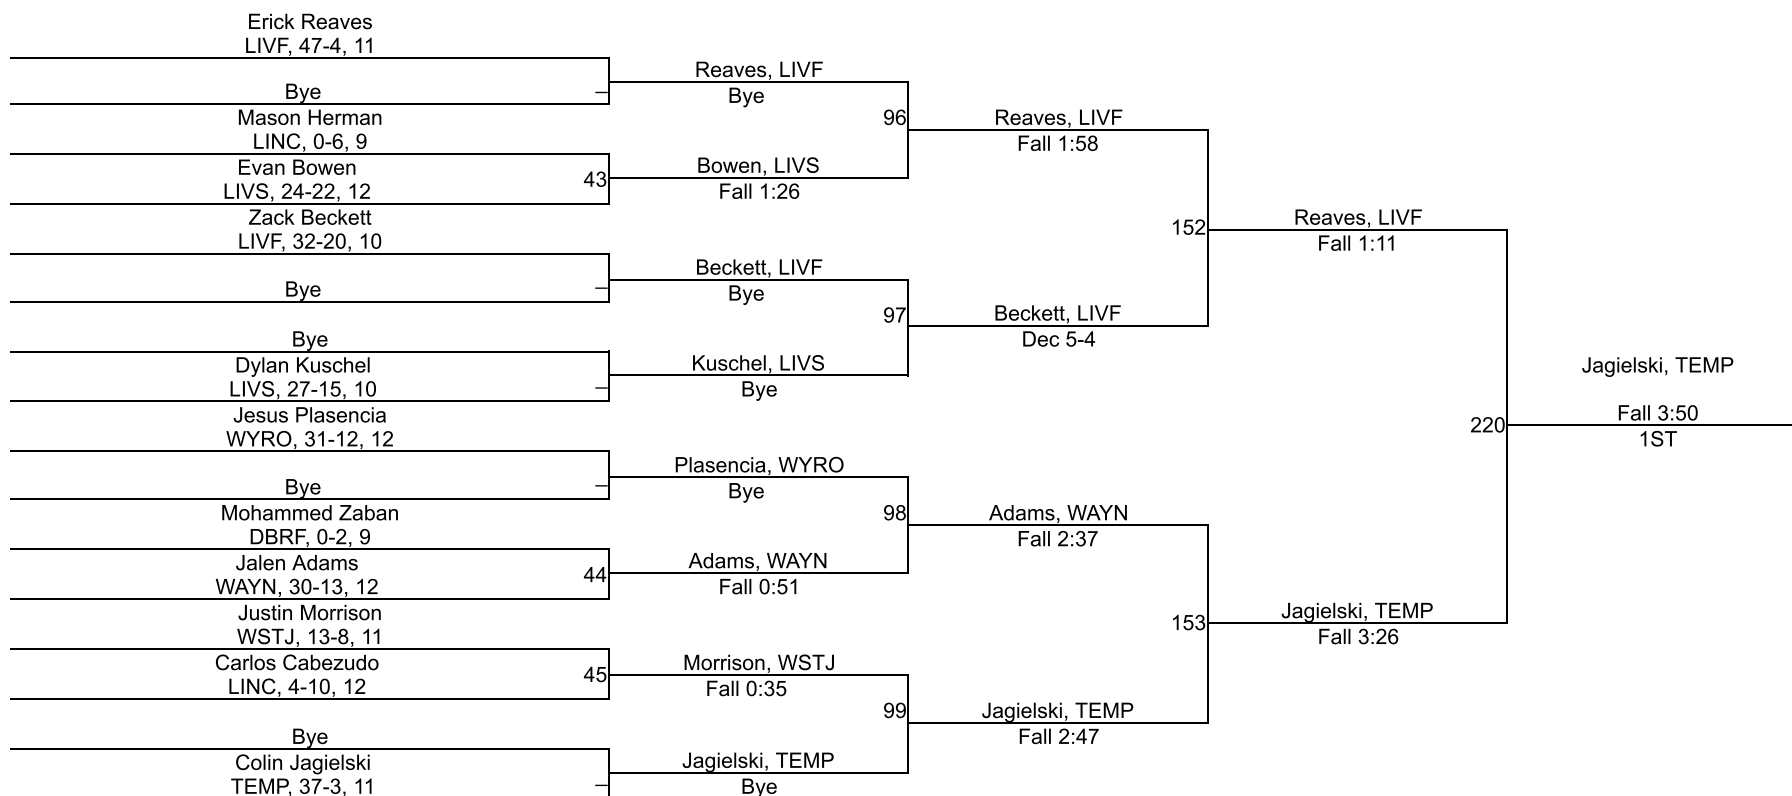 Erick Reaves
LIVF, 47-4, 11
Bye
Mason Herman
LINC, 0-6, 9
Evan Bowen
LIVS, 24-22, 12
43
Zack Beckett
LIVF, 32-20, 10
Bye
Bye
Dylan Kuschel
LIVS, 27-15, 10
Jesus Plasencia
WYRO, 31-12, 12
Bye
Mohammed Zaban
DBRF, 0-2, 9
Jalen Adams
WAYN, 30-13, 12
44
Justin Morrison
WSTJ, 13-8, 11
Carlos Cabezudo
LINC, 4-10, 12
45
Bye
Colin Jagielski
TEMP, 37-3, 11
Reaves, LIVF
Bye
96
Bowen, LIVS
Fall 1:26
Beckett, LIVF
Bye
97
Kuschel, LIVS
Bye
Plasencia, WYRO
Bye
98
Adams, WAYN
Fall 0:51
Morrison, WSTJ
Fall 0:35
99
Jagielski, TEMP
Bye
Reaves, LIVF
Fall 1:58
152
Beckett, LIVF
Dec 5-4
Adams, WAYN
Fall 2:37
153
Jagielski, TEMP
Fall 2:47
Reaves, LIVF
Fall 1:11
220
Jagielski, TEMP
Fall 3:26
Jagielski, TEMP
Fall 3:50
1ST